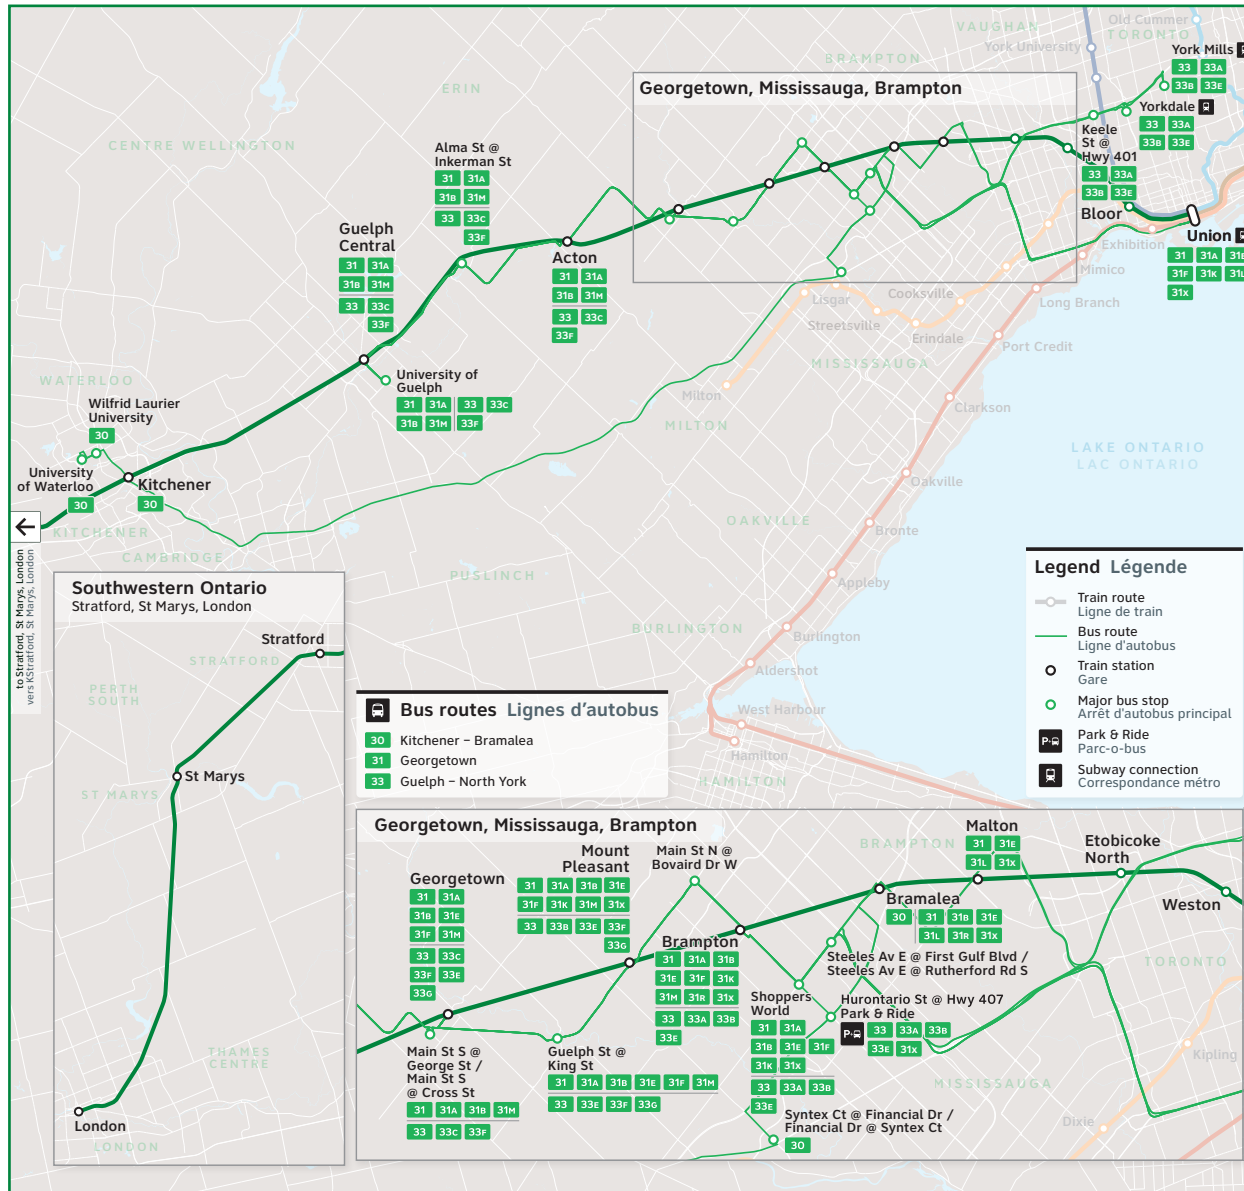 VAUGHAN
Old Cummer
TORONTO
York University
BRAMPTON
York Mills
33 33A
33B 33E
Georgetown, Mississauga, Brampton
Yorkdale
33 33A
33B 33E
ERIN
Keele
St @
Hwy 401
33 33A
33B 33E
CENTRE WELLINGTON
Alma St @
Inkerman St
31 31A
31B 31M
33 33C
33F
Bloor
Guelph
Central
31 31A
31B 31M
33 33C
33F
Acton
31 31A
31B 31M
33 33C
33F
Exhibition
Union
31 31A
31F 31K
31X
Mimico
Lisgar
Cooksville
Long Branch
Streetsville
Erindale
Port Credit
MISSISSAUGA
WATERLOO
University of
Guelph
31 31A 33 33C
31B 31M 33F
Milton
Clarkson
MILTON
Wilfrid Laurier
University
30
LAKE ONTARIO
LAC ONTARIO
University
of Waterloo
30
Kitchener
30
Oakville
OAKVILLE
Bronte
KITCHENER
CAMBRIDGE
to Stratford, St Marys, London
vers KStratford, St Marys, London
PUSLINCH
Appleby
BURLINGTON
Burlington
Aldershot
West Harbour
Hamilton
HAMILTON
Legend Légende
Train route
Ligne de train
Bus route
Ligne d'autobus
Train station
Gare
Major bus stop
Arrêt d'autobus principal
P Park & Ride
Parc-o-bus
Subway connection
Correspondance métro
Southwestern Ontario
Stratford, St Marys, London
Stratford
STRATFORD
PERTH
SOUTH
St Marys
ST MARYS
THAMES
CENTRE
London
LONDON
Bus routes Lignes d’autobus
30 Kitchener – Bramalea
31 Georgetown
33 Guelph – North York
Georgetown, Mississauga, Brampton
Malton
31 31E
31L 31X
BRAMPTON
Etobicoke
North
Mount
Pleasant
31 31A 31B 31E
31F 31K 31M 31X
33 33B 33E 33F
33G
Main St N @
Bovaird Dr W
Georgetown
31 31A
31B 31E
31F 31M
33 33C
33F 33E
33G
Bramalea
30 31 31B 31E
31L 31R 31X
Weston
Brampton
31 31A 31B
31E 31F 31K
31M 31R 31X
33 33A 33B
33E
Steeles Av E @ First Gulf Blvd /
Steeles Av E @ Rutherford Rd S
TORONTO
Shoppers
World
31 31A
31B 31E 31F
31K 31X
33 33A 33B
33E
Hurontario St @ Hwy 407
Park & Ride
P 33 33A 33B
33E 31X
Main St S @
George St /
Main St S
@ Cross St
31 31A 31B 31M
33 33C 33F
Guelph St @
King St
31 31A 31B 31E 31F 31M
33 33E 33F 33G
Kipling
MISSISSAUGA
Dixie
Syntex Ct @ Financial Dr /
Financial Dr @ Syntex Ct
30